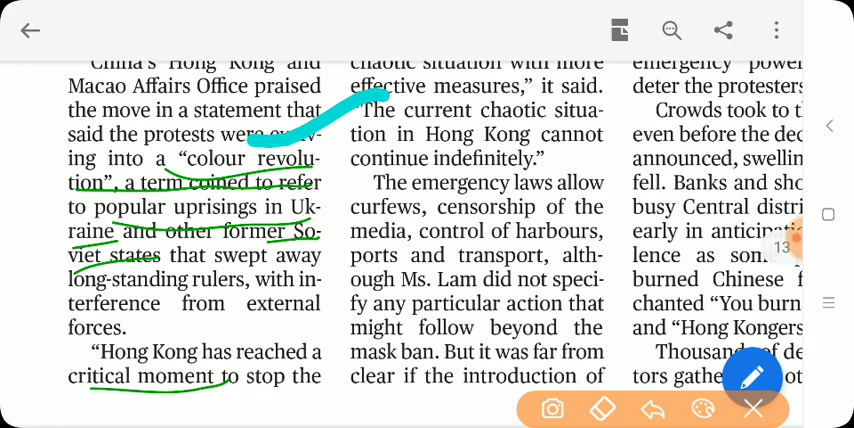 China's Hong Kong and
Macao Affairs Office praised
the move in a statement that
said the protests were evolv-
ing into a “colour revolu-
tion”, a term coined to refer
to popular uprisings in Uk-
raine and other former So-
viet states that swept away
long-standing rulers, with in-
terference from external
forces.
“Hong Kong has reached a
critical moment to stop the
chaotic situation with more
effective measures,” it said.
“The current chaotic situa-
tion in Hong Kong cannot
continue indefinitely.”
The emergency laws allow
curfews, censorship of the
media, control of harbours,
ports and transport, alth-
ough Ms. Lam did not speci-
fy any particular action that
might follow beyond the
mask ban. But it was far from
clear if the introduction of
emergency power
deter the protesters
Crowds took to t
even before the dec
announced, swellin
fell. Banks and sho
busy Central distri
early in anticipati
lence as som
burned Chinese f
chanted “You burn
and “Hong Kongers
Thousands of de
tors gathe ot
13